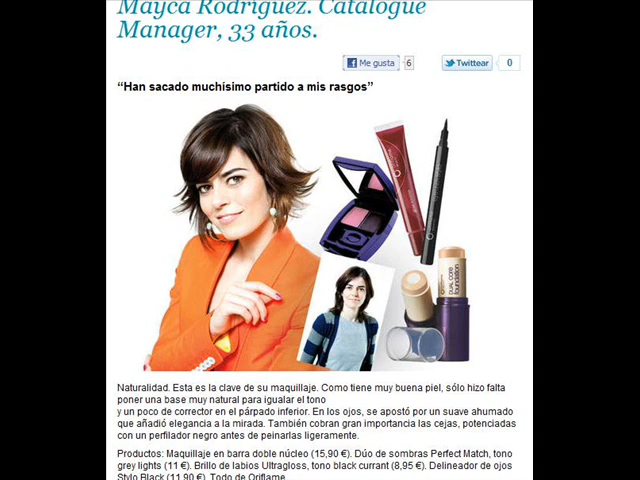 Mayca Rodríguez. Catalogue
Manager, 33 años.
Me gusta 6
Twittear 0
“Han sacado muchísimo partido a mis rasgos”
DUAL CORE
foundation
Naturalidad. Esta es la clave de su maquillaje. Como tiene muy buena piel, sólo hizo falta
poner una base muy natural para igualar el tono
y un poco de corrector en el párpado inferior. En los ojos, se apostó por un suave ahumado
que añadió elegancia a la mirada. También cobran gran importancia las cejas, potenciadas
con un perfilador negro antes de peinarlas ligeramente.
Productos: Maquillaje en barra doble núcleo (15,90 €). Dúo de sombras Perfect Match, tono
grey lights (11 €). Brillo de labios Ultragloss, tono black currant (8,95 €). Delineador de ojos
Stylo Black (11,90 €). Todo de Oriflame.